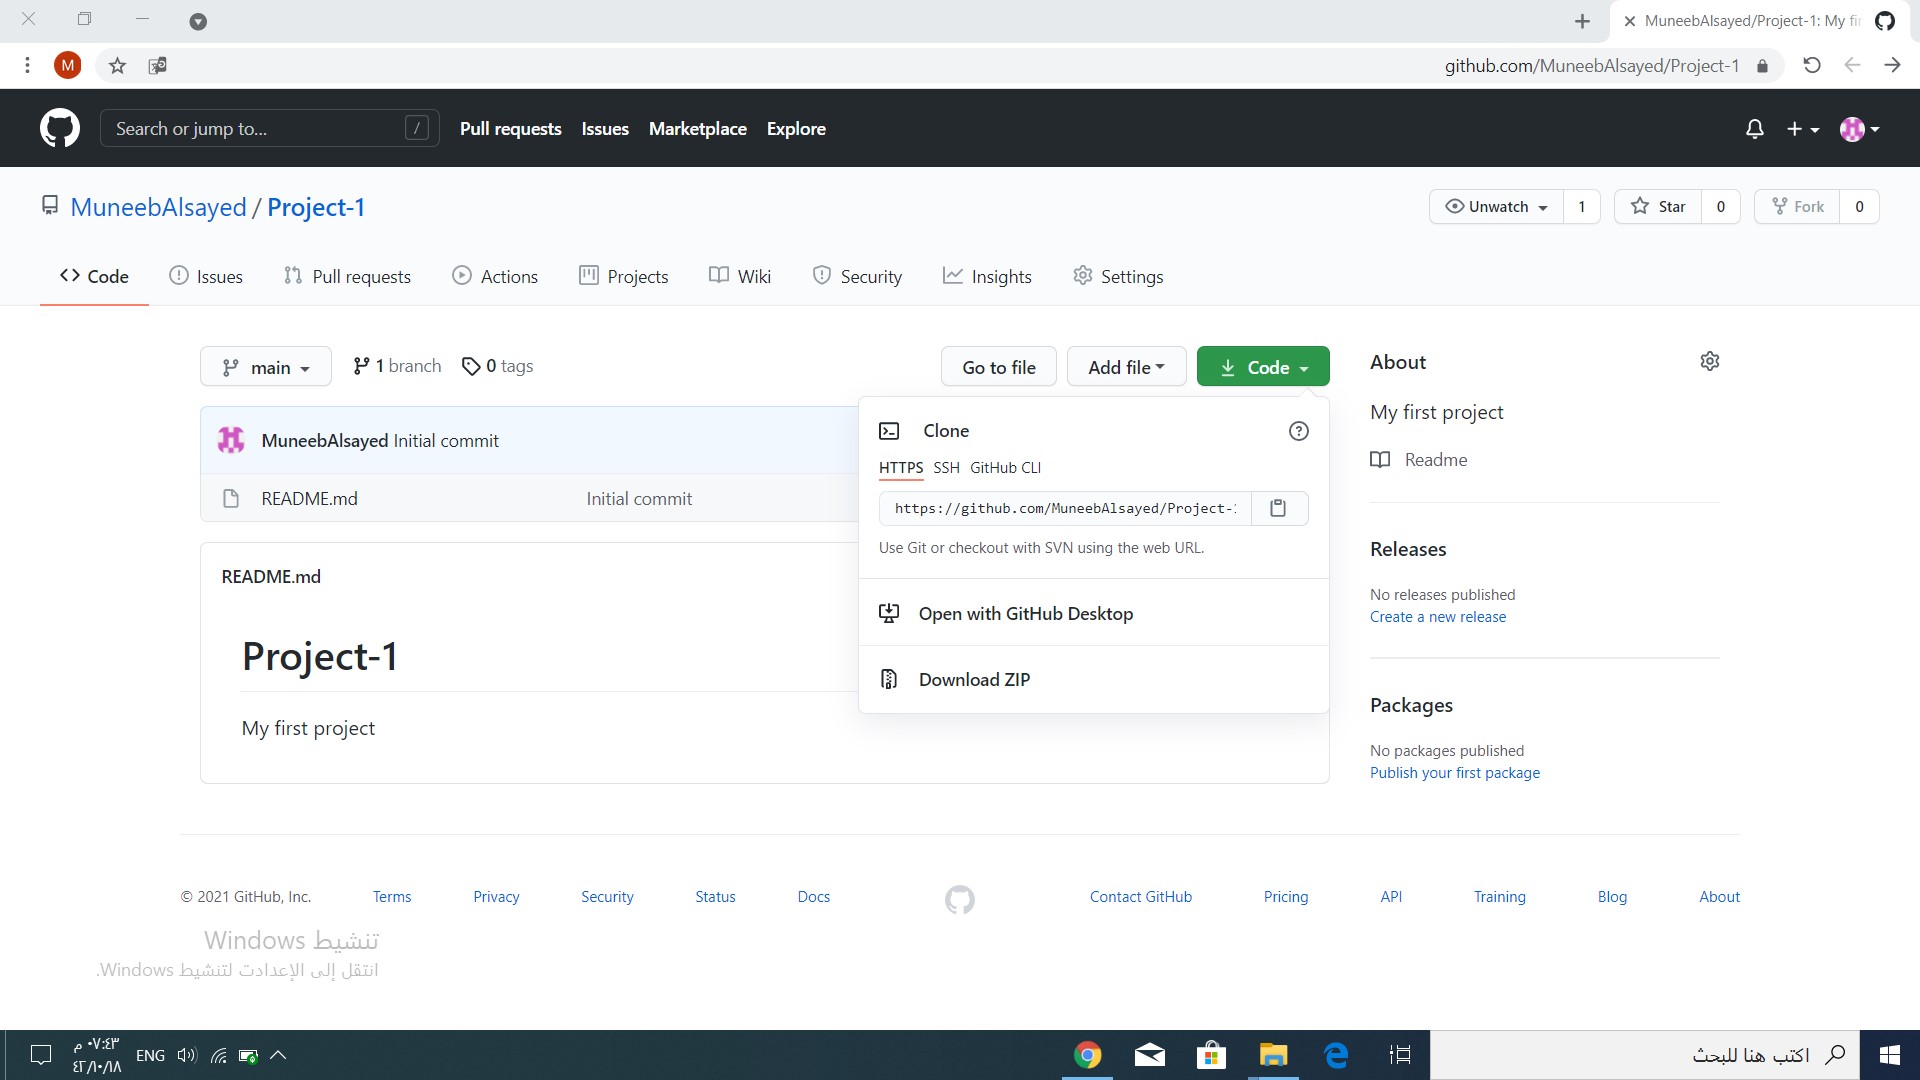 MuneebAlsayed/Project-1: My fi
M
github.com/MuneebAlsayed/Project-1
Search or jump to...
/
Pull requests
Issues
Marketplace
Explore
MuneebAlsayed / Project-1
Unwatch
1
Star
0
Fork
0
Code
Issues
Pull requests
Actions
Projects
Wiki
Security
Insights
Settings
main
1 branch
0 tags
Go to file
Add file
Code
About
My first project
Readme
MuneebAlsayed Initial commit
README.md
Initial commit
Clone
HTTPS
SSH
GitHub CLI
https://github.com/MuneebAlsayed/Project-
Use Git or checkout with SVN using the web URL.
Open with GitHub Desktop
Download ZIP
README.md
Project-1
My first project
Releases
No releases published
Create a new release
Packages
No packages published
Publish your first package
© 2021 GitHub, Inc.
Terms
Privacy
Security
Status
Docs
Contact GitHub
Pricing
API
Training
Blog
About
تنشيط Windows
انتقل إلى الإعدادت لتنشيط Windows.
٠٧:٤٣ م
٤٢/١٠/١٨
ENG
اكتب هنا للبحث